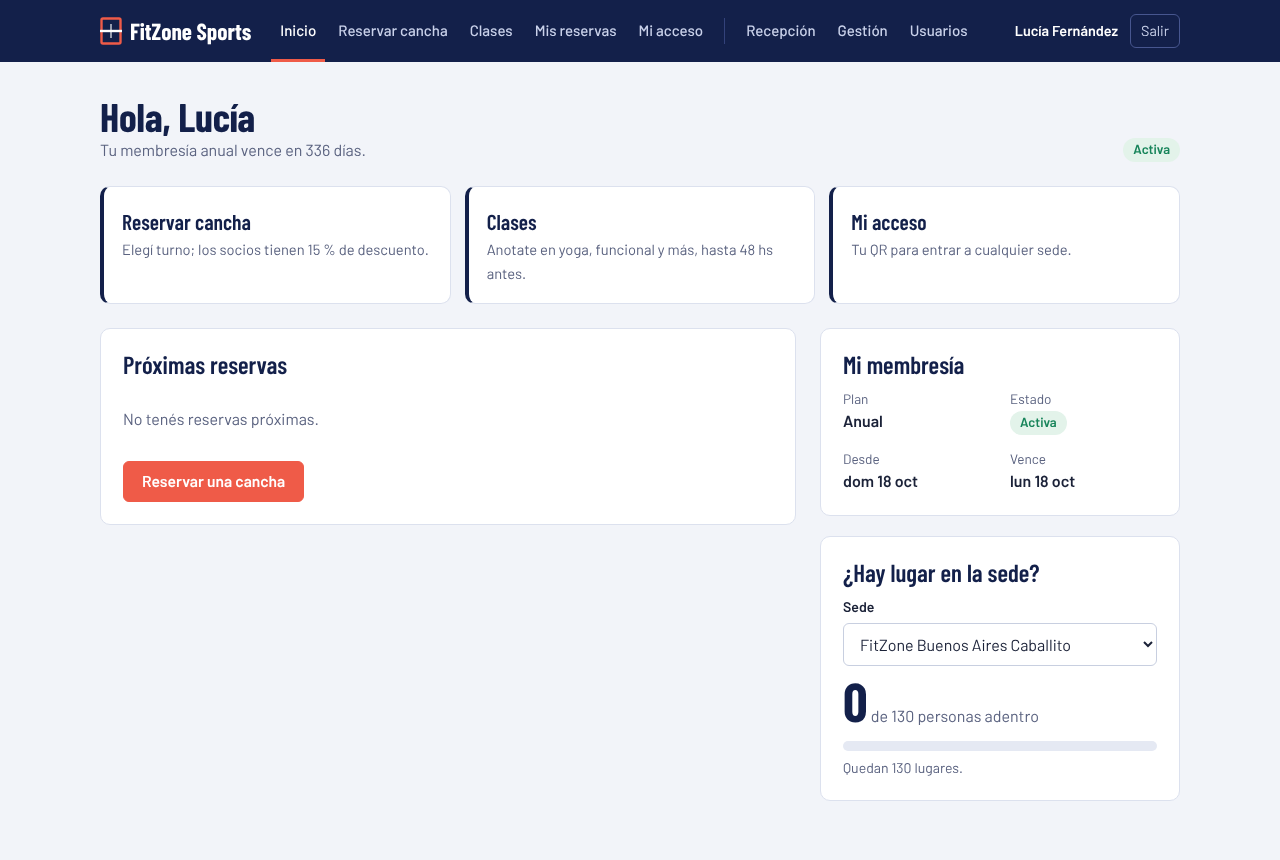 FitZone Sports
Inicio
Reservar cancha
Clases
Mis reservas
Mi acceso
Recepción
Gestión
Usuarios
Lucía Fernández
Salir
Hola, Lucía
Tu membresía anual vence en 336 días.
Activa
Reservar cancha
Elegí turno; los socios tienen 15 % de descuento.
Clases
Anotate en yoga, funcional y más, hasta 48 hs
antes.
Mi acceso
Tu QR para entrar a cualquier sede.
Próximas reservas
No tenés reservas próximas.
Reservar una cancha
Mi membresía
Plan
Anual
Estado
Activa
Desde
dom 18 oct
Vence
lun 18 oct
¿Hay lugar en la sede?
Sede
FitZone Buenos Aires Caballito
0 de 130 personas adentro
Quedan 130 lugares.